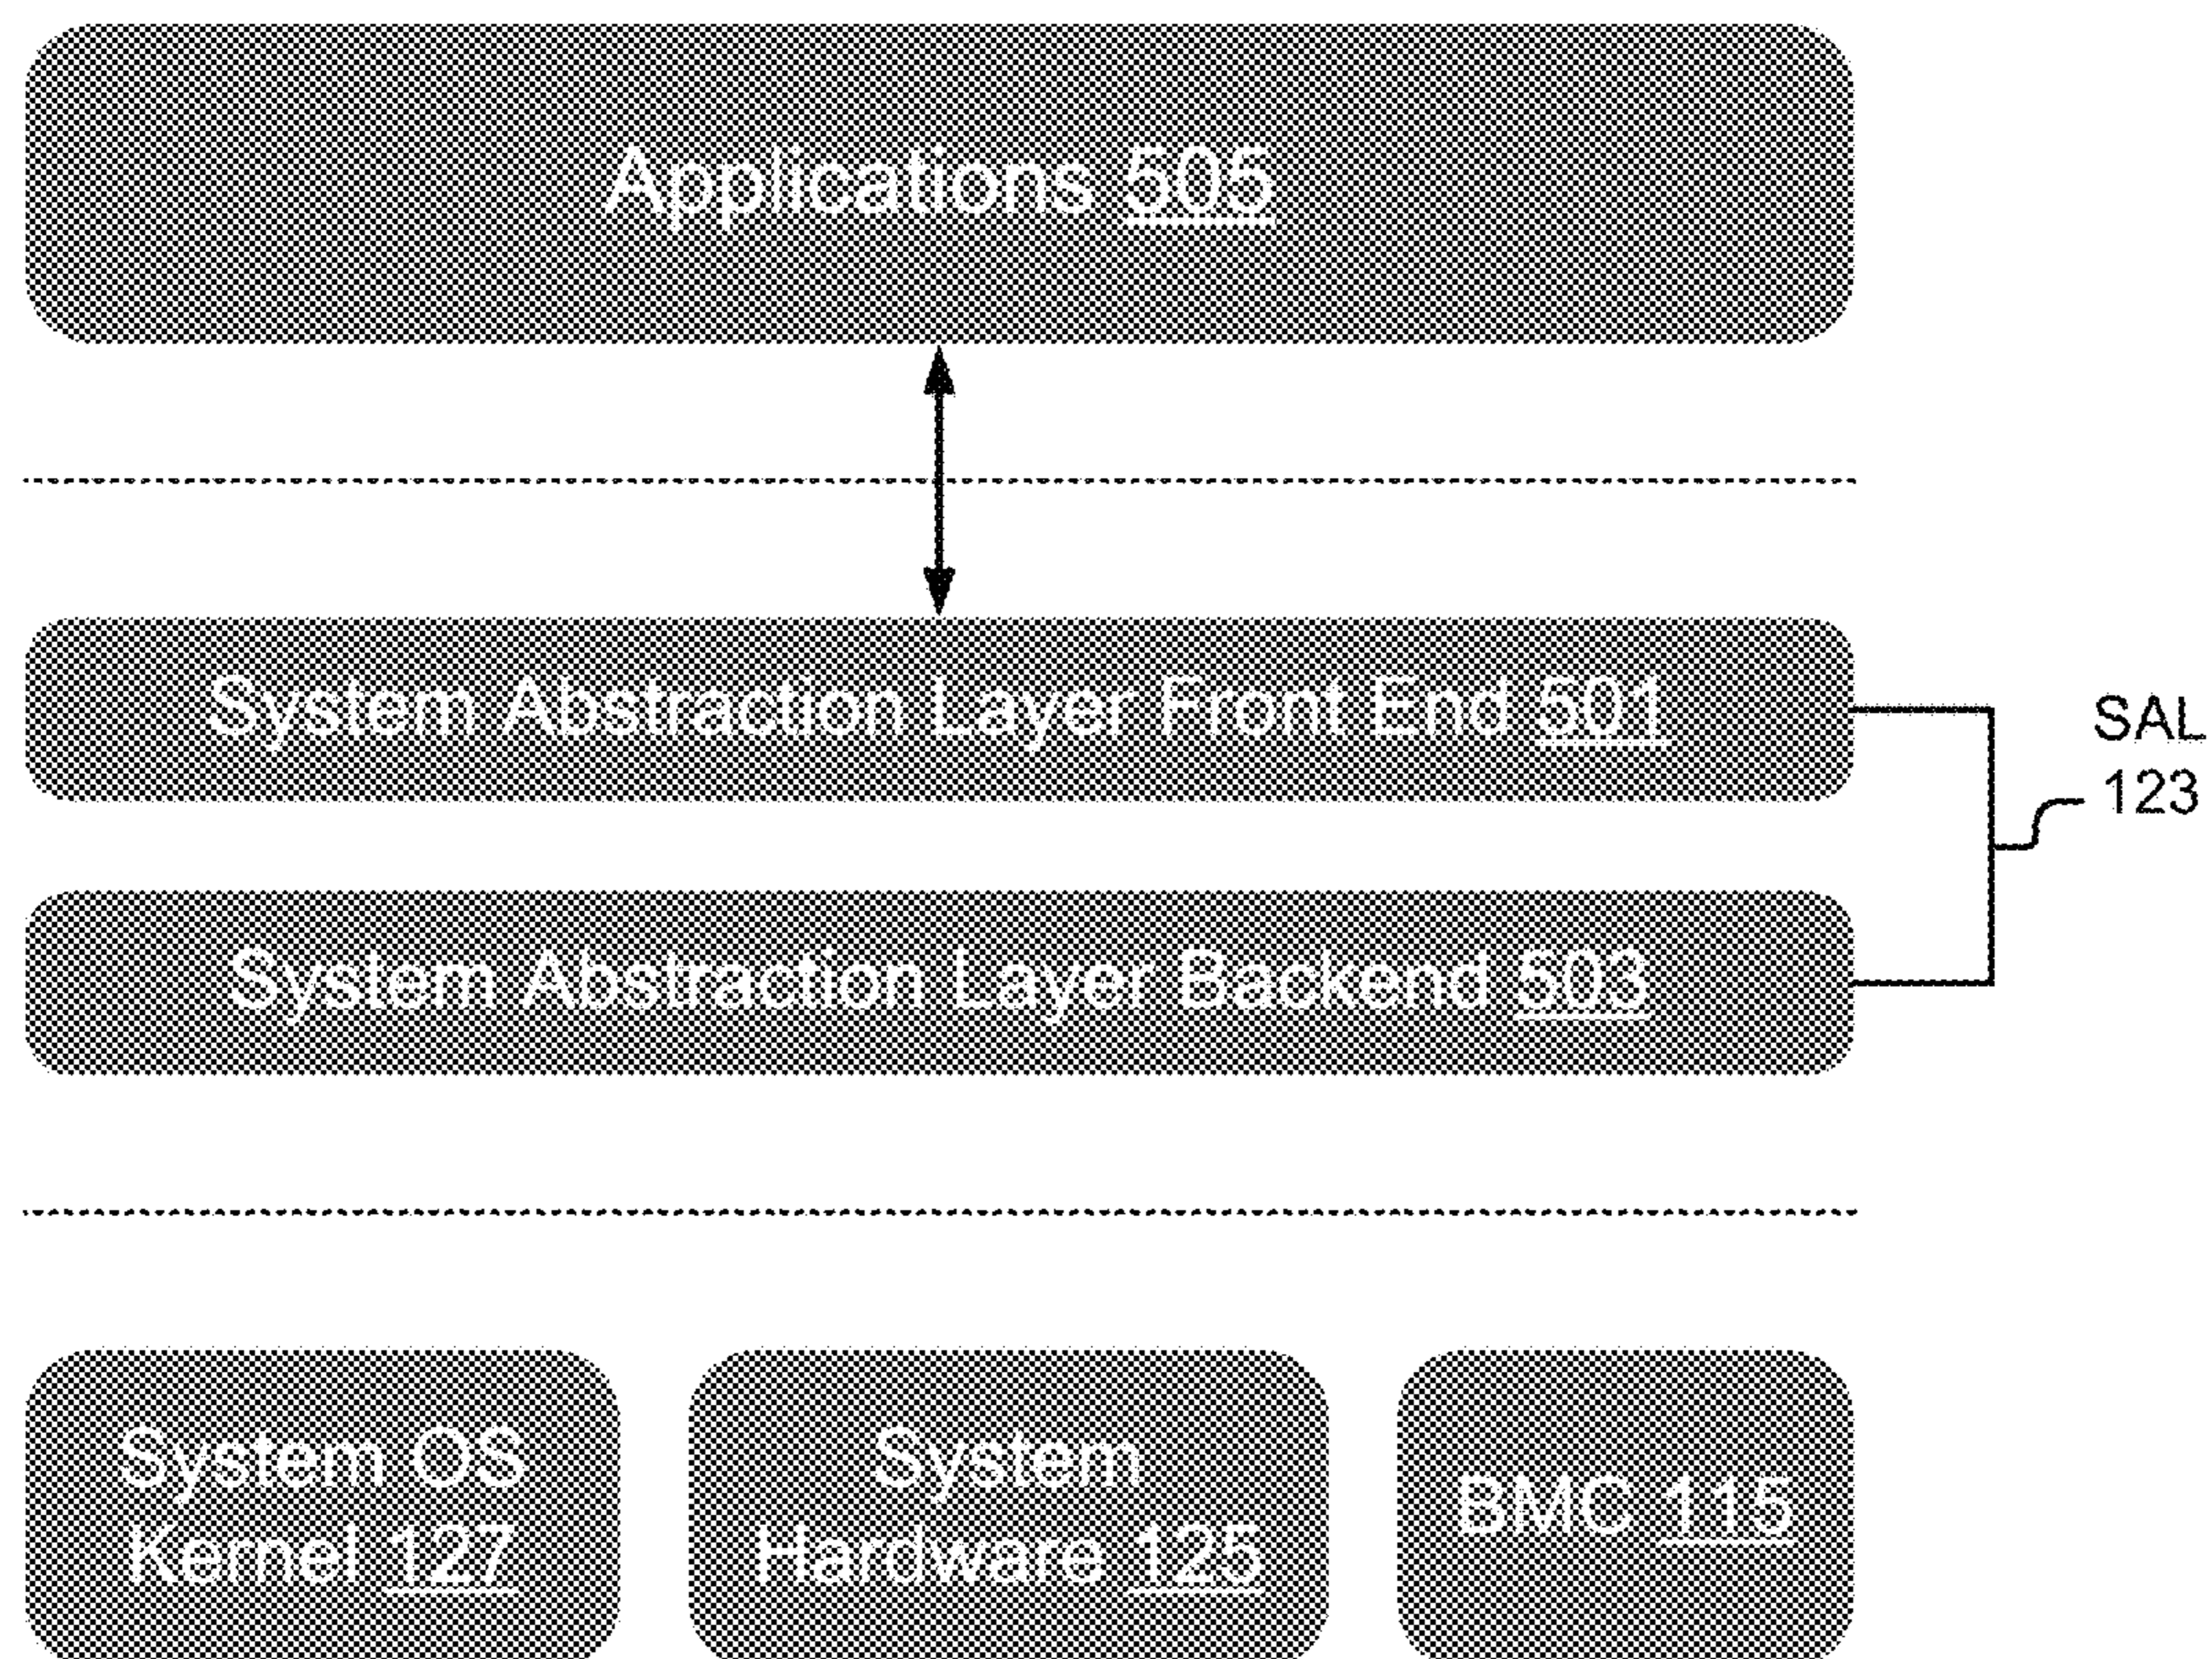 Applications 505
System Abstraction Layer Front End 501
SAL
123
System Abstraction Layer Backend 503
System OS
Kernel 127
System
Hardware 125
BMC 115